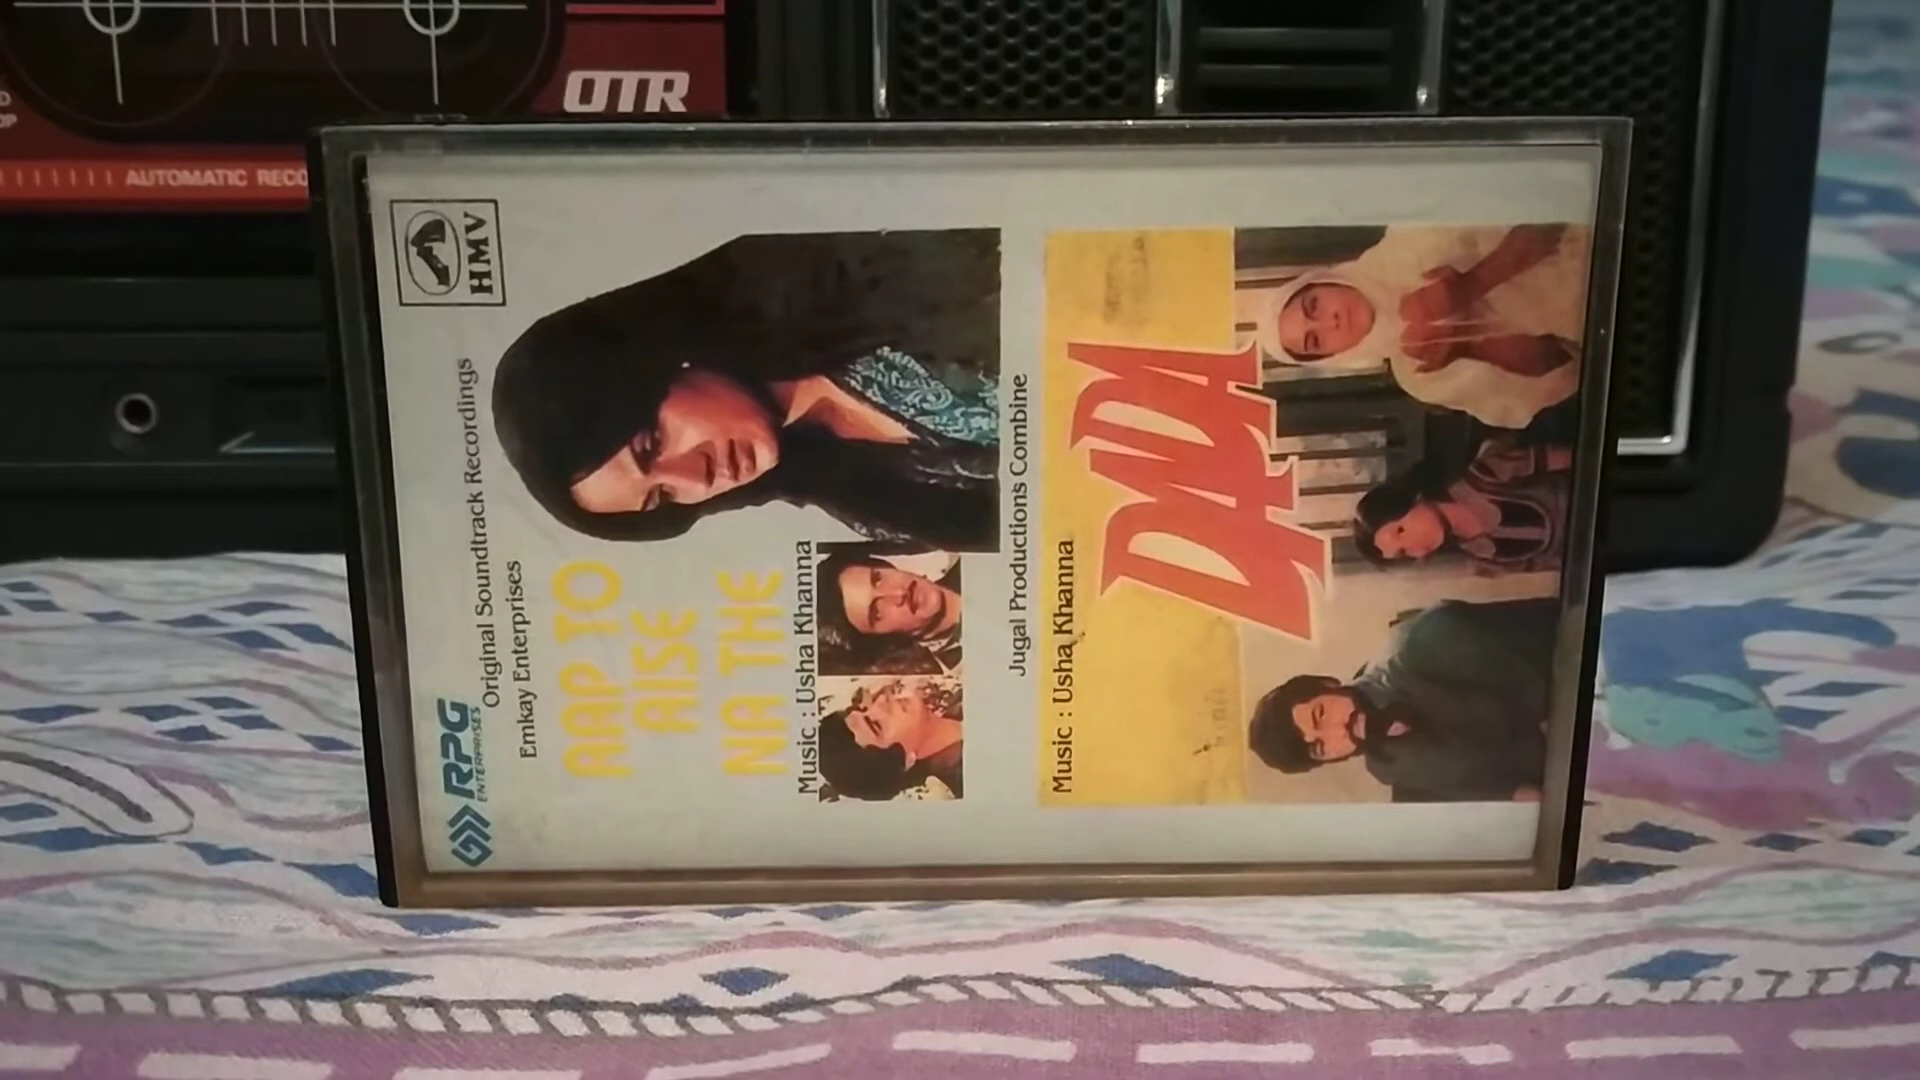 OTR
AUTOMATIC RECO
HMV
RPG
ENTERPRISES
Original Soundtrack Recordings
Emkay Enterprises
AAP TO
AISE
NA THE
Music : Usha Khanna
Jugal Productions Combine
Music : Usha Khanna
DADA